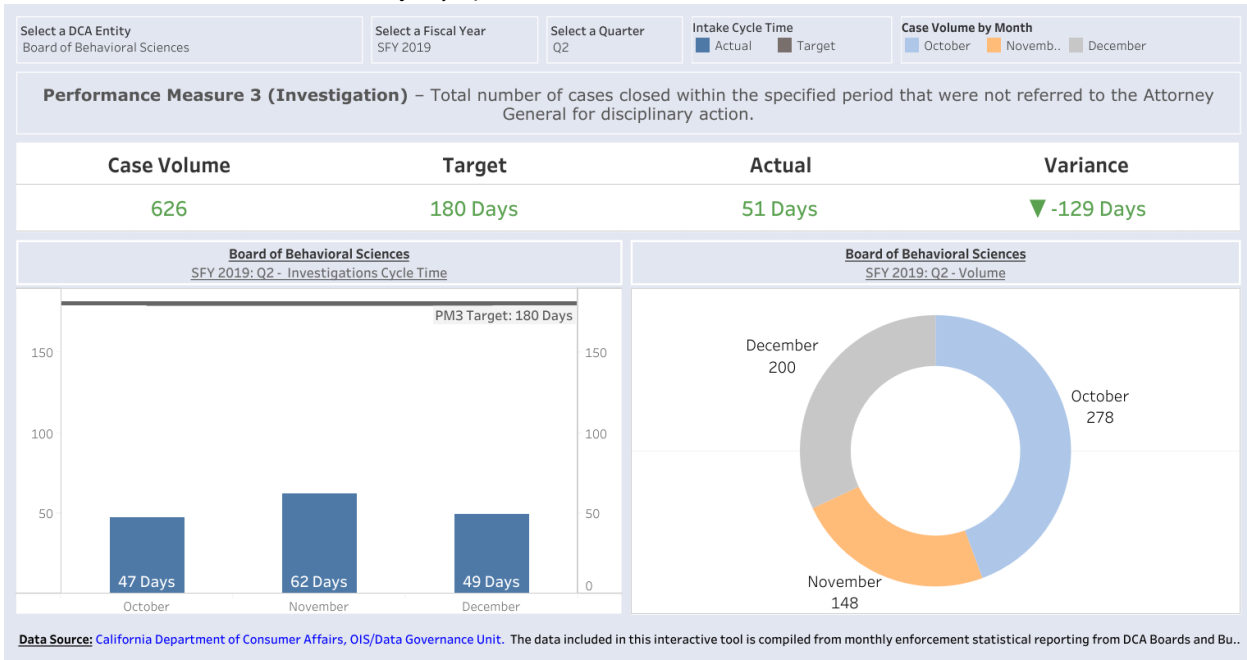 Select a DCA Entity
Board of Behavioral Sciences
Select a Fiscal Year
SFY 2019
Select a Quarter
Q2
Intake Cycle Time
Actual
Target
Case Volume by Month
October
Novemb..
December
Performance Measure 3 (Investigation) – Total number of cases closed within the specified period that were not referred to the Attorney
General for disciplinary action.
Case Volume
Target
Actual
Variance
626
180 Days
51 Days
▼ -129 Days
Board of Behavioral Sciences
SFY 2019: Q2 - Investigations Cycle Time
PM3 Target: 180 Days
150
150
100
100
50
50
0
47 Days
62 Days
49 Days
October
November
December
Board of Behavioral Sciences
SFY 2019: Q2 - Volume
December
200
October
278
November
148
Data Source: California Department of Consumer Affairs, OIS/Data Governance Unit. The data included in this interactive tool is compiled from monthly enforcement statistical reporting from DCA Boards and Bu..